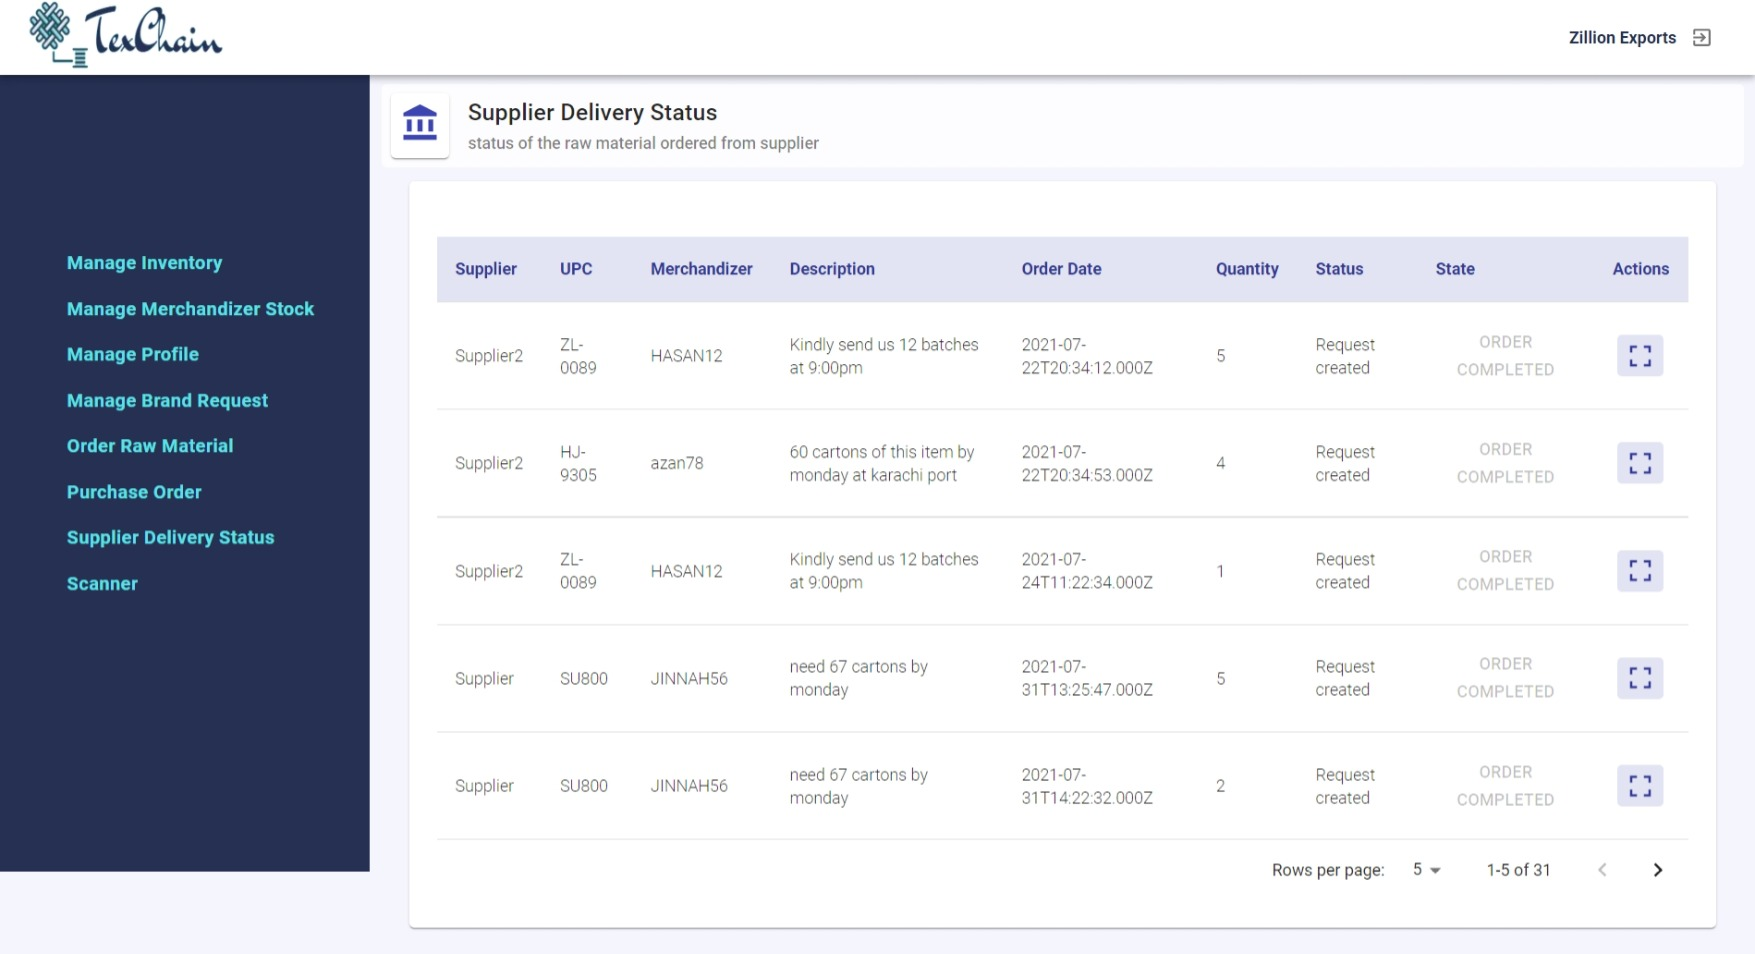 TexChain
Zillion Exports
Supplier Delivery Status
status of the raw material ordered from supplier
Manage Inventory
Manage Merchandizer Stock
Manage Profile
Manage Brand Request
Order Raw Material
Purchase Order
Supplier Delivery Status
Scanner
Supplier UPC Merchandizer Description Order Date Quantity Status State Actions
Supplier2 ZL- HASAN12 Kindly send us 12 batches 2021-07- 5 Request ORDER
0089 at 9:00pm 22T20:34:12.000Z created COMPLETED
Supplier2 HJ- azan78 60 cartons of this item by 2021-07- 4 Request ORDER
9305 monday at karachi port 22T20:34:53.000Z created COMPLETED
Supplier2 ZL- HASAN12 Kindly send us 12 batches 2021-07- 1 Request ORDER
0089 at 9:00pm 24T11:22:34.000Z created COMPLETED
Supplier SU800 JINNAH56 need 67 cartons by 2021-07- 5 Request ORDER
monday 31T13:25:47.000Z created COMPLETED
Supplier SU800 JINNAH56 need 67 cartons by 2021-07- 2 Request ORDER
monday 31T14:22:32.000Z created COMPLETED
Rows per page: 5 1-5 of 31